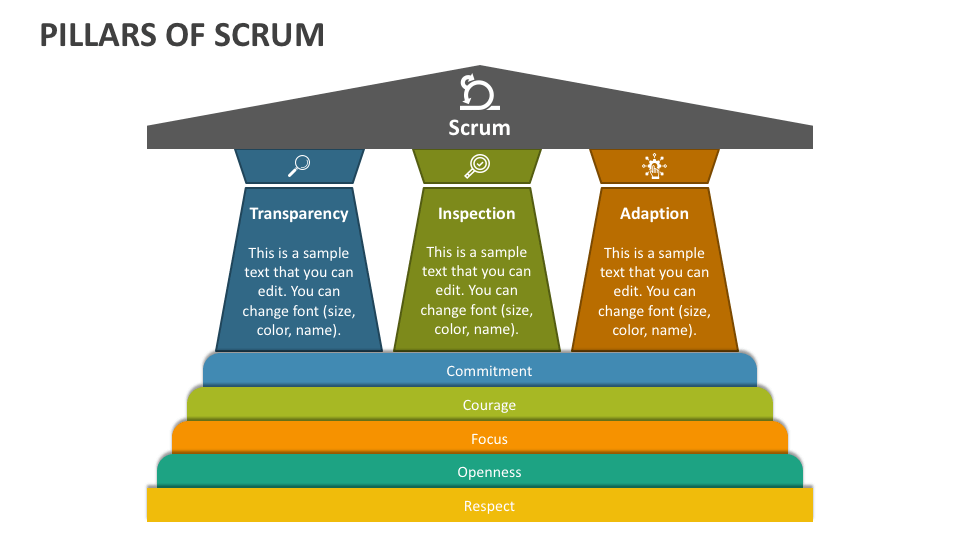 PILLARS OF SCRUM
Scrum
Transparency
This is a sample
text that you can
edit. You can
change font (size,
color, name).
Inspection
This is a sample
text that you can
edit. You can
change font (size,
color, name).
Adaption
This is a sample
text that you can
edit. You can
change font (size,
color, name).
Commitment
Courage
Focus
Openness
Respect